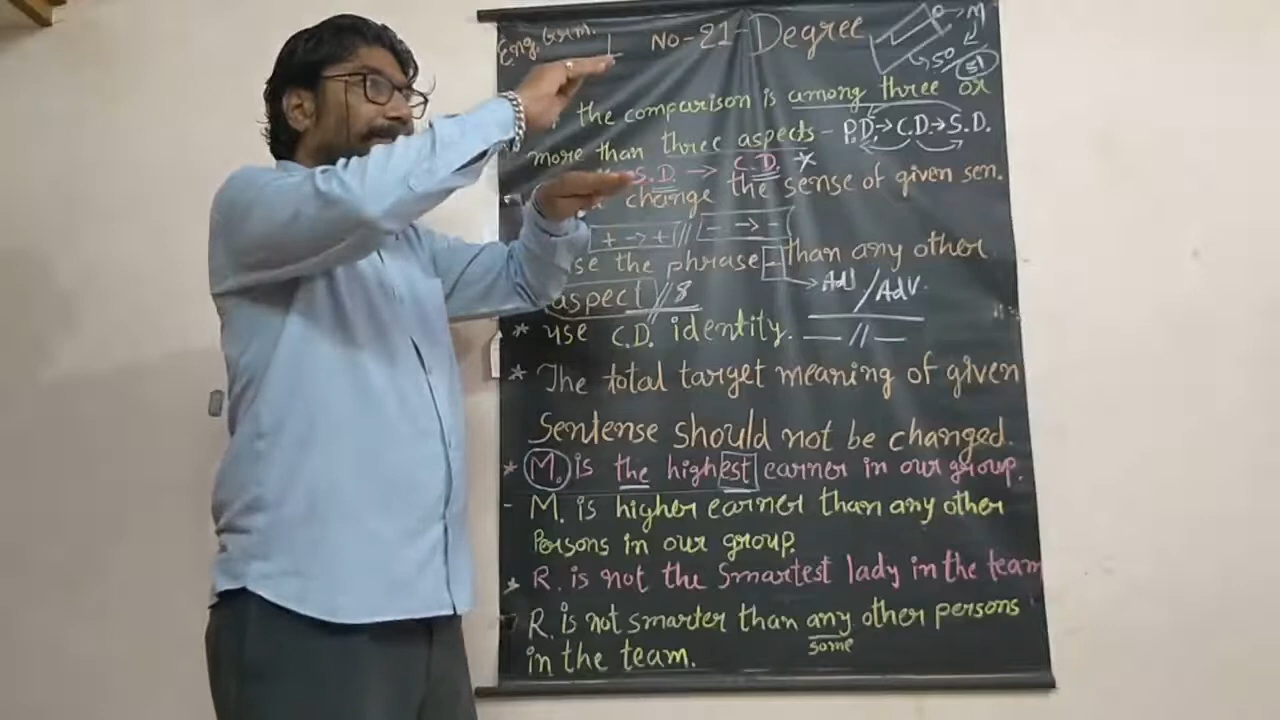 Eng. Grm. No-21-Degree
O → M
50 51
the comparison is among three or
more than three aspects - P.D. → C.D. → S.D.
S.D. → C.D. *
change the sense of given sen.
+ → + // - → -
se the phrase - than any other
aspect // 8 → Adj / Adv.
* use C.D. identity. — // —
* The total target meaning of given
Sentense should not be changed.
* M. is the highest earner in our group.
- M. is higher earner than any other
Persons in our group.
* R. is not the Smartest lady in the team
R. is not smarter than any other persons
some
in the team.